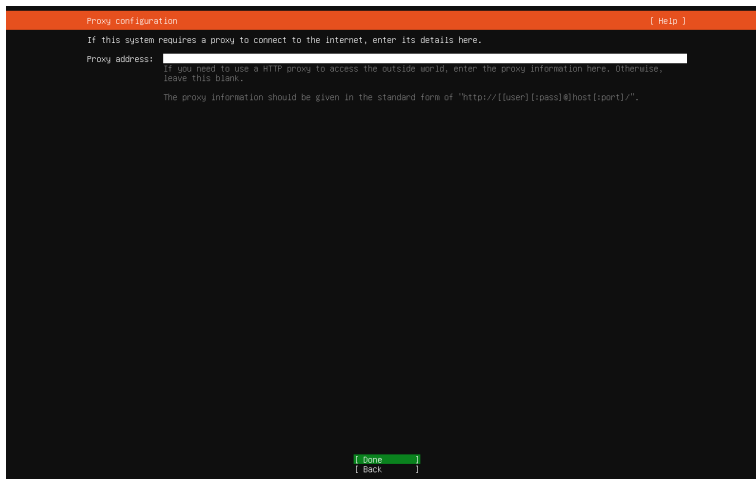 Proxy configuration [ Help ]
If this system requires a proxy to connect to the internet, enter its details here.
Proxy address:
If you need to use a HTTP proxy to access the outside world, enter the proxy information here. Otherwise,
leave this blank.
The proxy information should be given in the standard form of "http://[[user][:pass]@]host[:port]/".
[ Done ]
[ Back ]